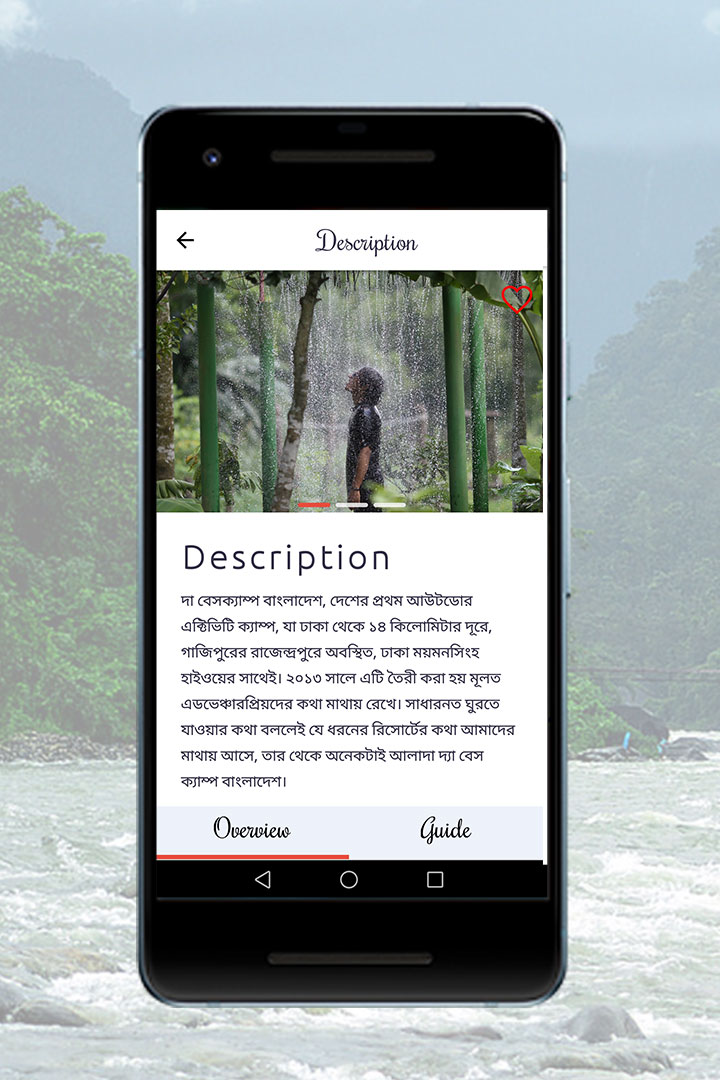 Description
Description
দা বেসক্যাম্প বাংলাদেশ, দেশের প্রথম আউটডোর
এক্টিভিটি ক্যাম্প, যা ঢাকা থেকে ১৪ কিলোমিটার দূরে,
গাজিপুরের রাজেন্দ্রপুরে অবস্থিত, ঢাকা ময়মনসিংহ
হাইওয়ের সাথেই। ২০১৩ সালে এটি তৈরী করা হয় মূলত
এডভেঞ্চারপ্রিয়দের কথা মাথায় রেখে। সাধারনত ঘুরতে
যাওয়ার কথা বললেই যে ধরনের রিসোর্টের কথা আমাদের
মাথায় আসে, তার থেকে অনেকটাই আলাদা দ্যা বেস
ক্যাম্প বাংলাদেশ।
Overview Guide